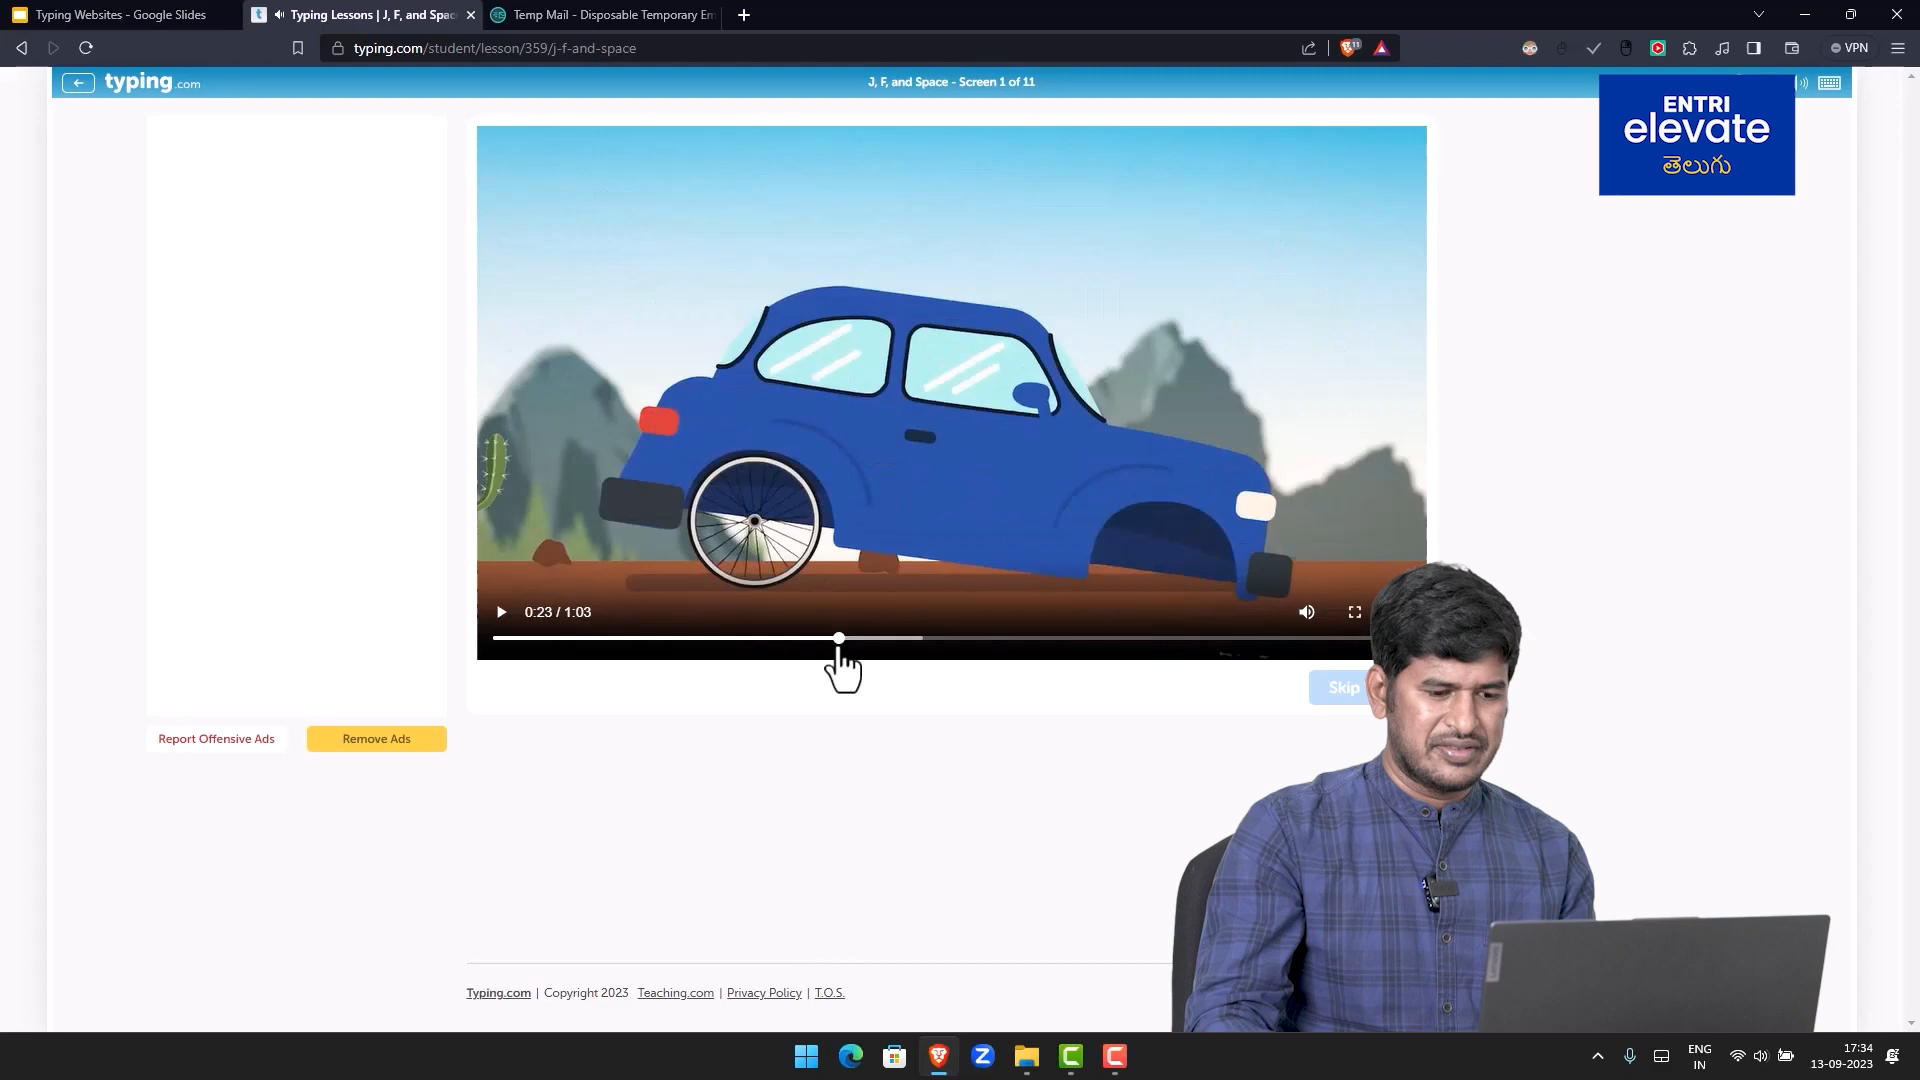 Typing Websites - Google Slides
Typing Lessons | J, F, and Spac
Temp Mail - Disposable Temporary Em
typing.com/student/lesson/359/j-f-and-space
11
VPN
typing.com
J, F, and Space - Screen 1 of 11
ENTRI
elevate
తెలుగు
0:23 / 1:03
Skip
Report Offensive Ads
Remove Ads
Typing.com | Copyright 2023 Teaching.com | Privacy Policy | T.O.S.
Lenovo
ENG
IN
17:34
13-09-2023